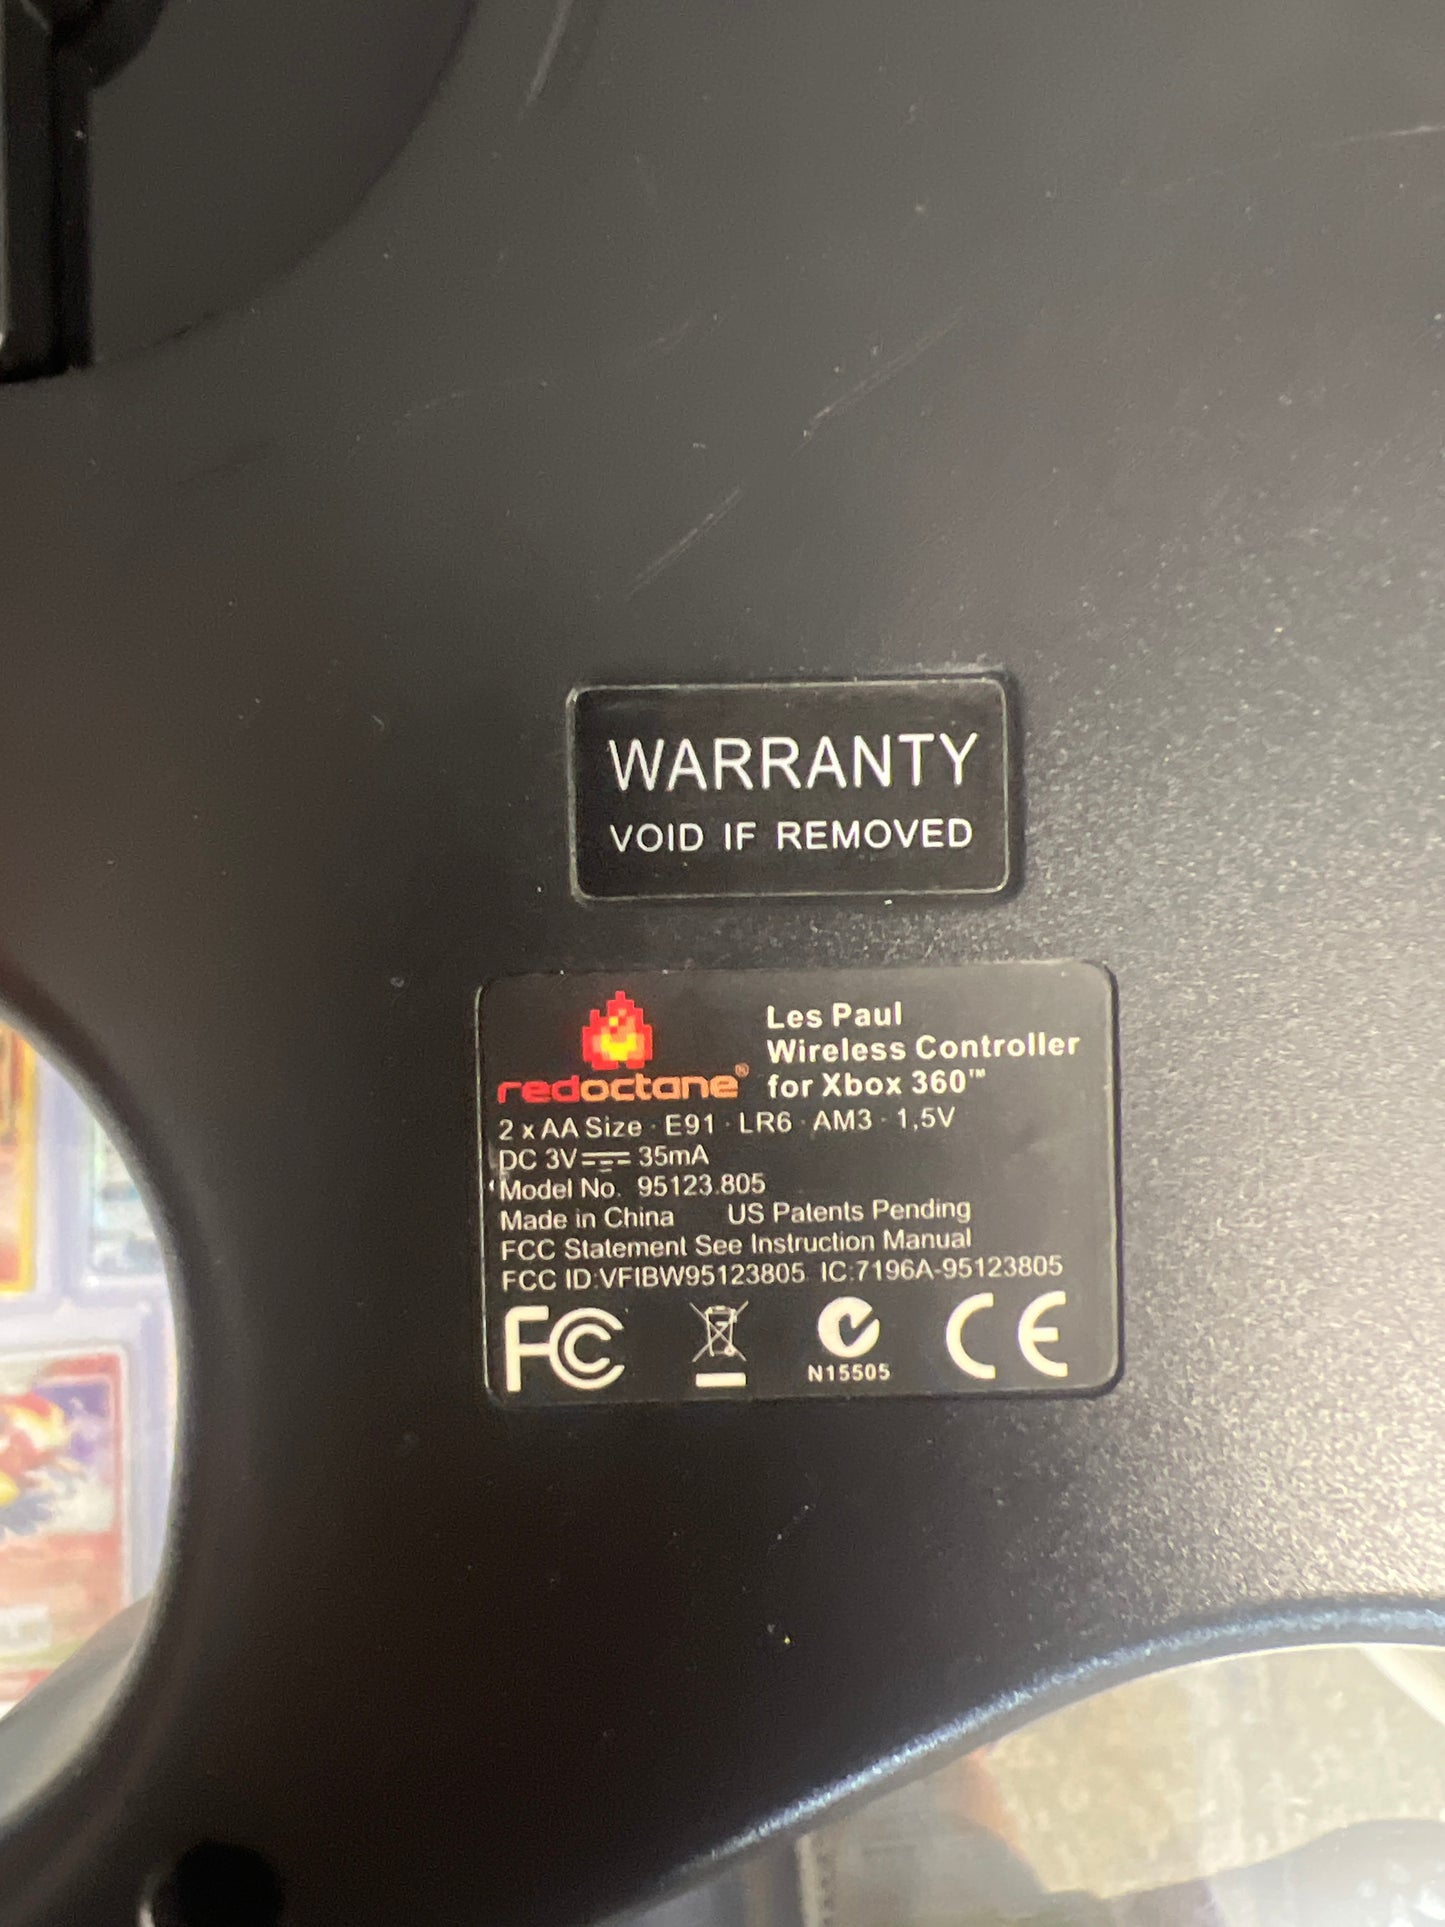 WARRANTY
VOID IF REMOVED
redoctane®
Les Paul
Wireless Controller
for Xbox 360™
2 x AA Size · E91 · LR6 · AM3 · 1,5V
DC 3V⎓ 35mA
Model No. 95123.805
Made in China US Patents Pending
FCC Statement See Instruction Manual
FCC ID:VFIBW95123805 IC:7196A-95123805
FC CE
N15505